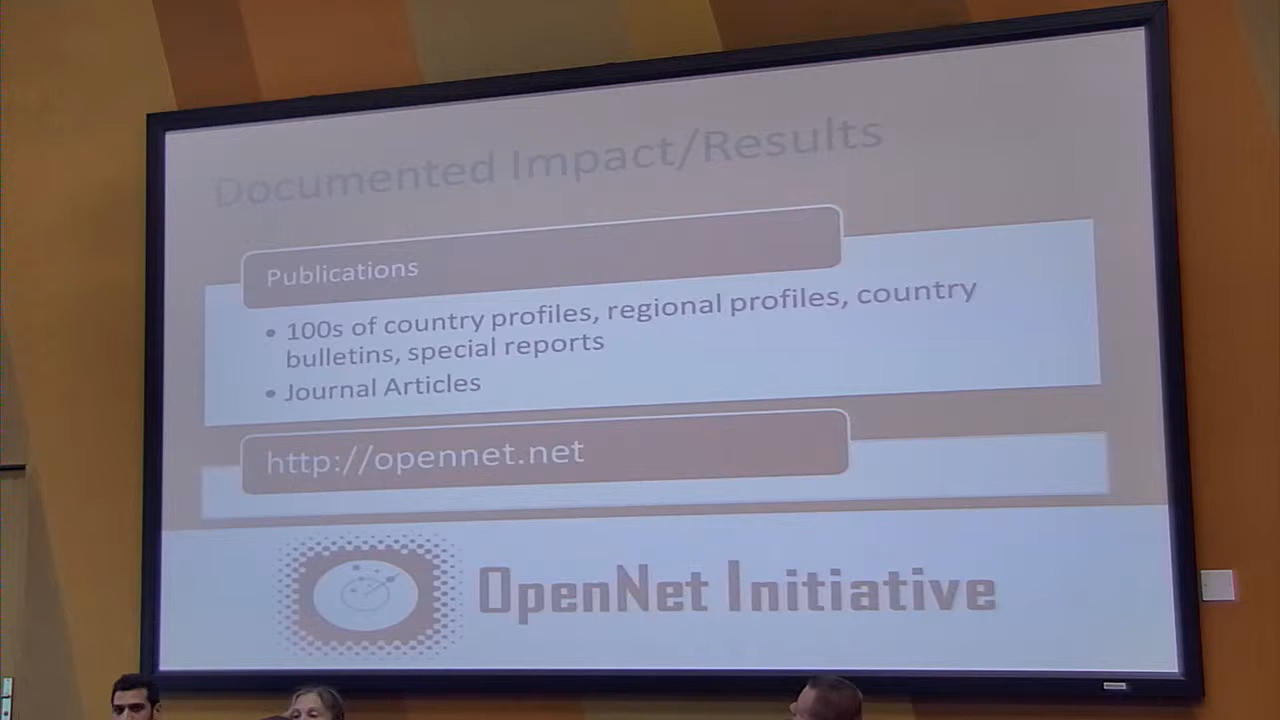 Documented Impact/Results
Publications
• 100s of country profiles, regional profiles, country
bulletins, special reports
• Journal Articles
http://opennet.net
OpenNet Initiative